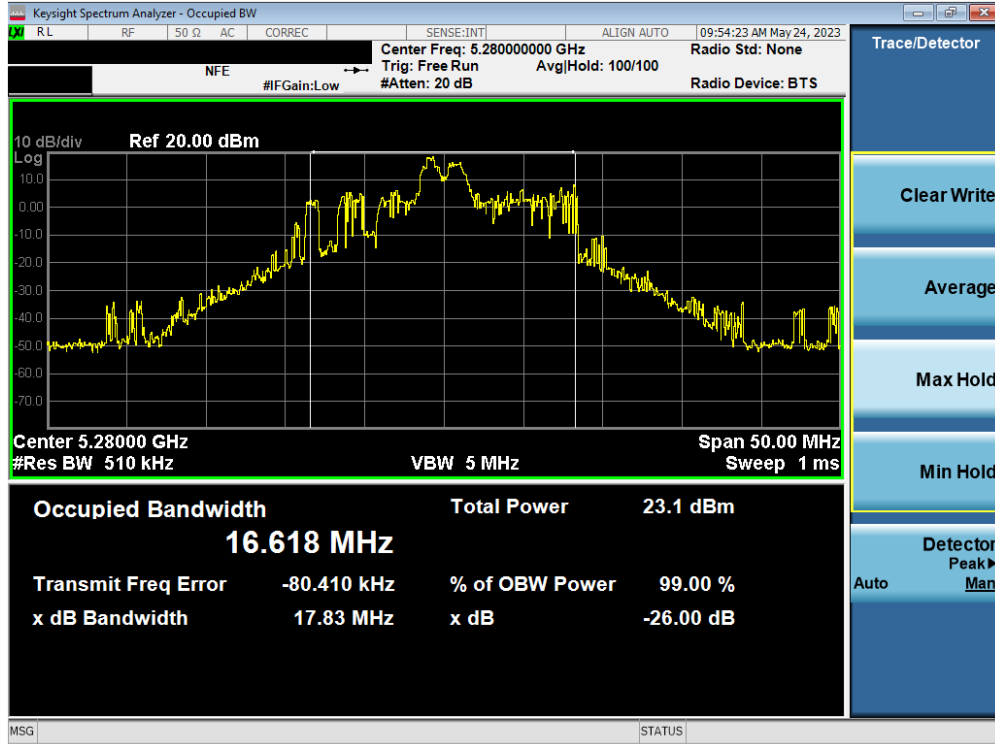 Keysight Spectrum Analyzer - Occupied BW
LXI RL RF 50 Ω AC CORREC SENSE:INT ALIGN AUTO 09:54:23 AM May 24, 2023
Center Freq: 5.280000000 GHz Radio Std: None
NFE Trig: Free Run Avg|Hold: 100/100
#IFGain:Low #Atten: 20 dB Radio Device: BTS
Trace/Detector
10 dB/div Ref 20.00 dBm
Log
10.0
0.00
-10.0
-20.0
-30.0
-40.0
-50.0
-60.0
-70.0
Center 5.28000 GHz Span 50.00 MHz
#Res BW 510 kHz VBW 5 MHz Sweep 1 ms
Clear Write
Average
Max Hold
Min Hold
Detector
Peak▶
Auto Man
Occupied Bandwidth Total Power 23.1 dBm
16.618 MHz
Transmit Freq Error -80.410 kHz % of OBW Power 99.00 %
x dB Bandwidth 17.83 MHz x dB -26.00 dB
MSG STATUS